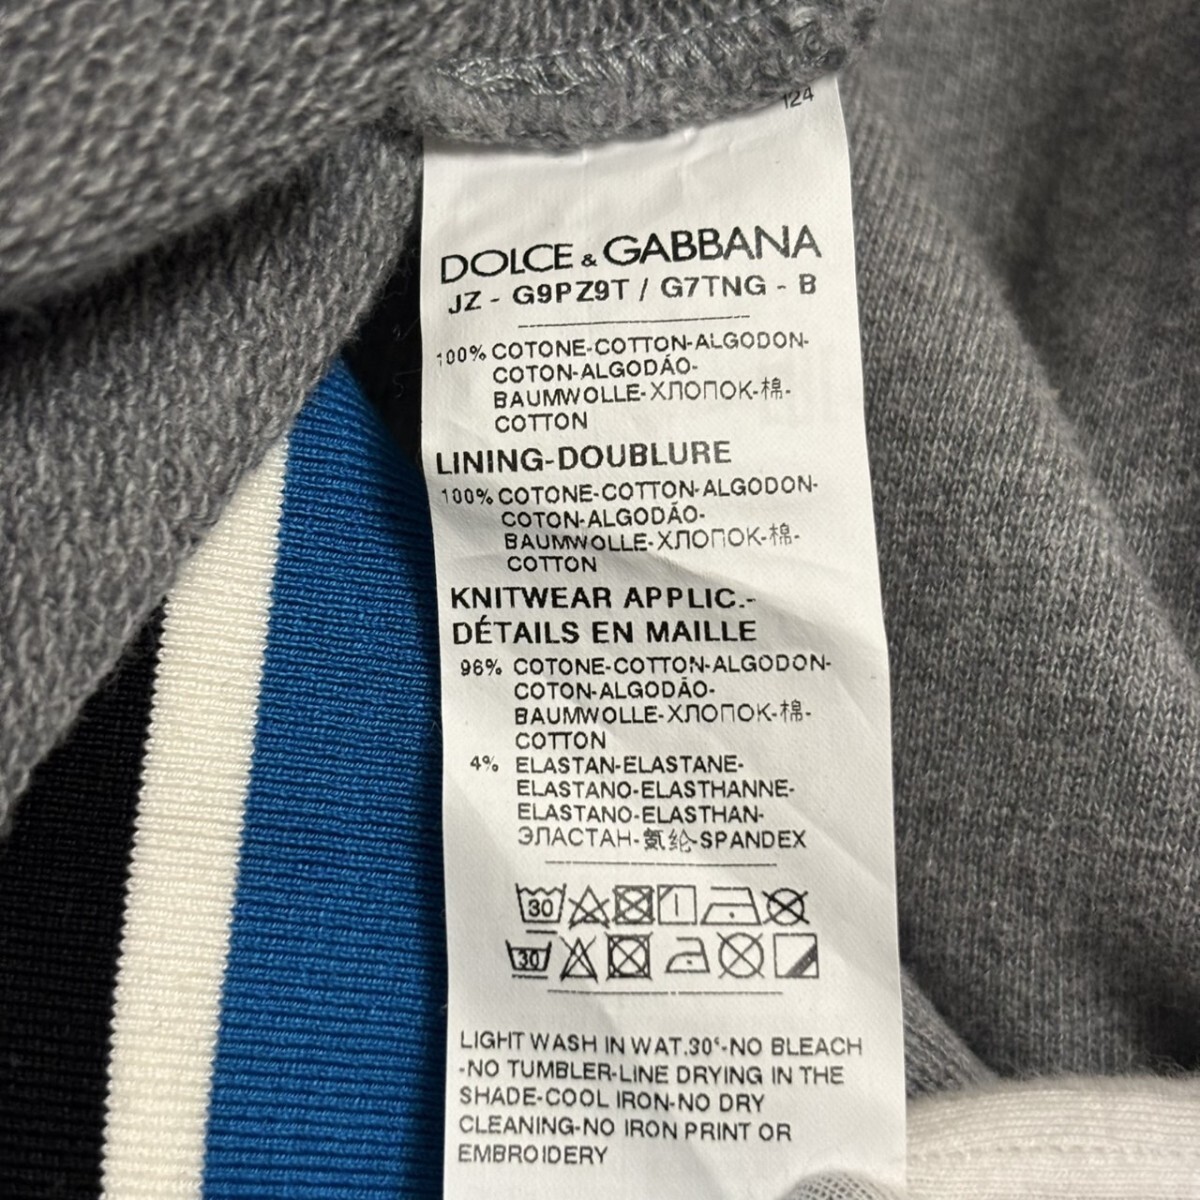 124
DOLCE & GABBANA
JZ - G9PZ9T / G7TNG - B
100% COTONE-COTTON-ALGODON-
COTON-ALGODÃO-
BAUMWOLLE-ХЛОПОК-棉-
COTTON
LINING-DOUBLURE
100% COTONE-COTTON-ALGODON-
COTON-ALGODÃO-
BAUMWOLLE-ХЛОПОК-棉-
COTTON
KNITWEAR APPLIC.-
DÉTAILS EN MAILLE
96% COTONE-COTTON-ALGODON-
COTON-ALGODÃO-
BAUMWOLLE-ХЛОПОК-棉-
COTTON
4% ELASTAN-ELASTANE-
ELASTANO-ELASTHANNE-
ELASTANO-ELASTHAN-
ЭЛАСТАН-氨纶-SPANDEX
30
30
LIGHT WASH IN WAT.30°-NO BLEACH
-NO TUMBLER-LINE DRYING IN THE
SHADE-COOL IRON-NO DRY
CLEANING-NO IRON PRINT OR
EMBROIDERY